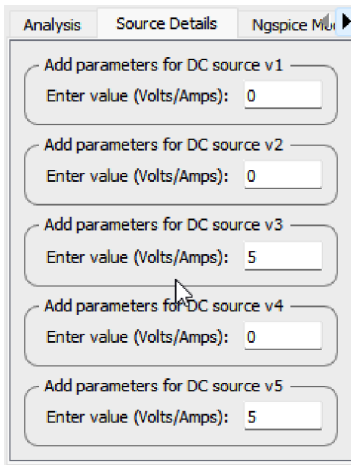 Analysis Source Details Ngspice
Add parameters for DC source v1
Enter value (Volts/Amps): 0
Add parameters for DC source v2
Enter value (Volts/Amps): 0
Add parameters for DC source v3
Enter value (Volts/Amps): 5
Add parameters for DC source v4
Enter value (Volts/Amps): 0
Add parameters for DC source v5
Enter value (Volts/Amps): 5